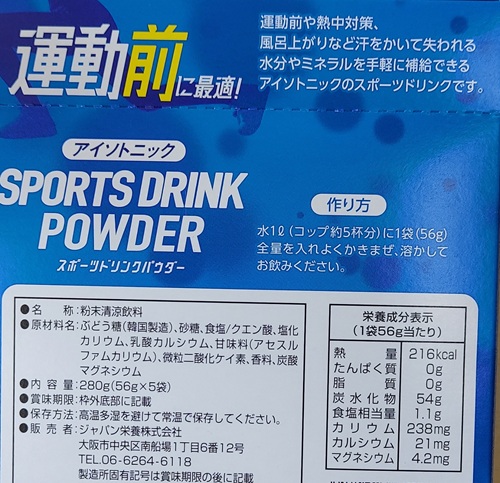 運動前に最適!
運動前や熱中対策、
風呂上がりなど汗をかいて失われる
水分やミネラルを手軽に補給できる
アイソトニックのスポーツドリンクです。
アイソトニック
SPORTS DRINK
POWDER
スポーツドリンクパウダー
作り方
水1ℓ(コップ約5杯分)に1袋(56g)
全量を入れよくかきまぜ、溶かして
お飲みください。
●名 称:粉末清涼飲料
●原材料名:ぶどう糖(韓国製造)、砂糖、食塩/クエン酸、塩化
カリウム、乳酸カルシウム、甘味料(アセスル
ファムカリウム)、微粒二酸化ケイ素、香料、炭酸
マグネシウム
●内 容 量:280g(56g×5袋)
●賞味期限:枠外底部に記載
●保存方法:高温多湿を避けて常温で保存してください。
●販 売 者:ジャパン栄養株式会社
大阪市中央区南船場1丁目6番12号
TEL.06-6264-6118
製造所固有記号は賞味期限の後に記載
栄養成分表示
(1袋56g当たり)
熱 量 216kcal
たんぱく質 0g
脂 質 0g
炭水化物 54g
食塩相当量 1.1g
カリウム 238mg
カルシウム 21mg
マグネシウム 4.2mg